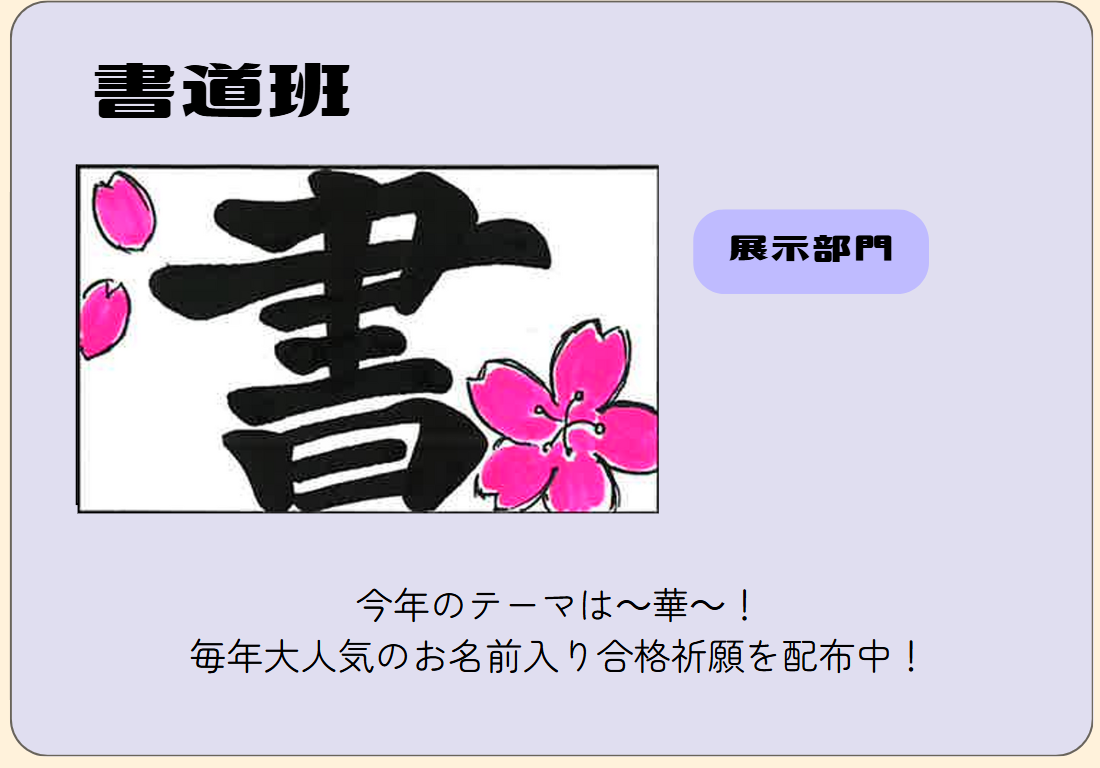 書道班
書
展示部門
今年のテーマは～華～！
毎年大人気のお名前入り合格祈願を配布中！